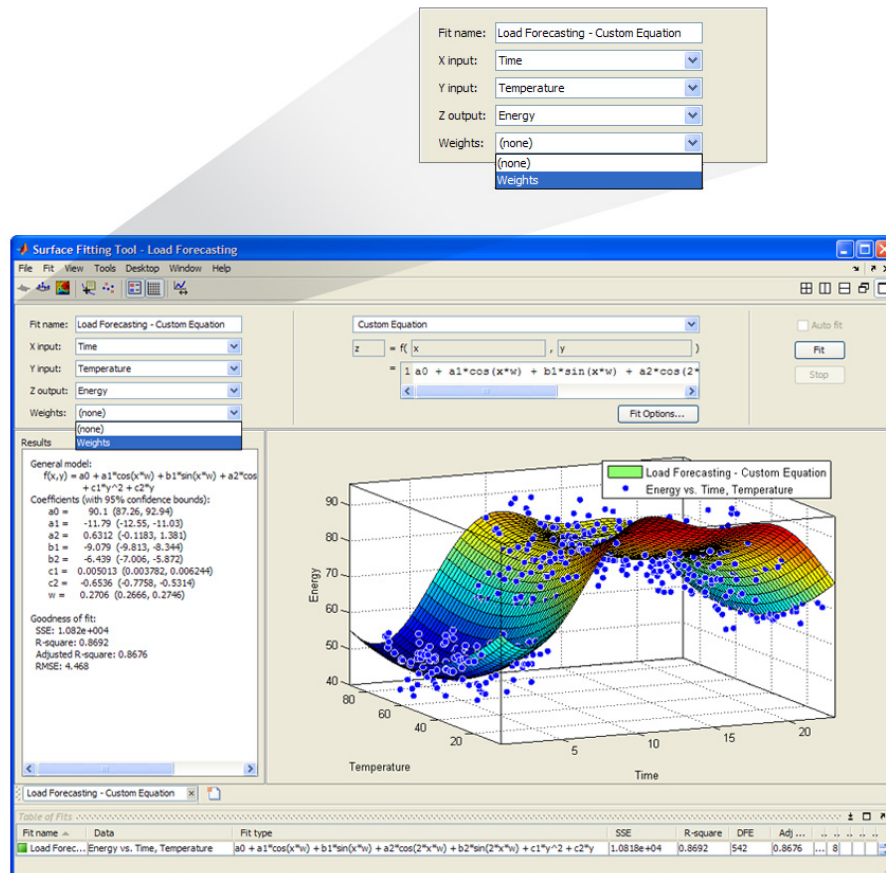 Fit name: Load Forecasting - Custom Equation
X input: Time
Y input: Temperature
Z output: Energy
Weights: (none)
(none)
Weights
Surface Fitting Tool - Load Forecasting
File Fit View Tools Desktop Window Help
Fit name: Load Forecasting - Custom Equation
X input: Time
Y input: Temperature
Z output: Energy
Weights: (none)
(none)
Weights
Custom Equation
z = f( x , y )
= 1 a0 + a1*cos(x*w) + b1*sin(x*w) + a2*cos(2*
Fit Options...
Auto fit
Fit
Stop
Results
General model:
f(x,y) = a0 + a1*cos(x*w) + b1*sin(x*w) + a2*cos
+ c1*y^2 + c2*y
Coefficients (with 95% confidence bounds):
a0 = 90.1 (87.26, 92.94)
a1 = -11.79 (-12.55, -11.03)
a2 = 0.6312 (-0.1183, 1.381)
b1 = -9.079 (-9.813, -8.344)
b2 = -6.439 (-7.006, -5.872)
c1 = 0.005013 (0.003782, 0.006244)
c2 = -0.6536 (-0.7758, -0.5314)
w = 0.2706 (0.2666, 0.2746)
Goodness of fit:
SSE: 1.082e+004
R-square: 0.8692
Adjusted R-square: 0.8676
RMSE: 4.468
Load Forecasting - Custom Equation
Energy vs. Time, Temperature
90
80
70
60
50
40
Energy
80
60
40
20
Temperature
5
10
15
20
Time
Load Forecasting - Custom Equation
Table of Fits
Fit name Data Fit type SSE R-square DFE Adj ... .. .. .. ..
Load Forec... Energy vs. Time, Temperature a0 + a1*cos(x*w) + b1*sin(x*w) + a2*cos(2*x*w) + b2*sin(2*x*w) + c1*y^2 + c2*y 1.0818e+04 0.8692 542 0.8676 ... 8